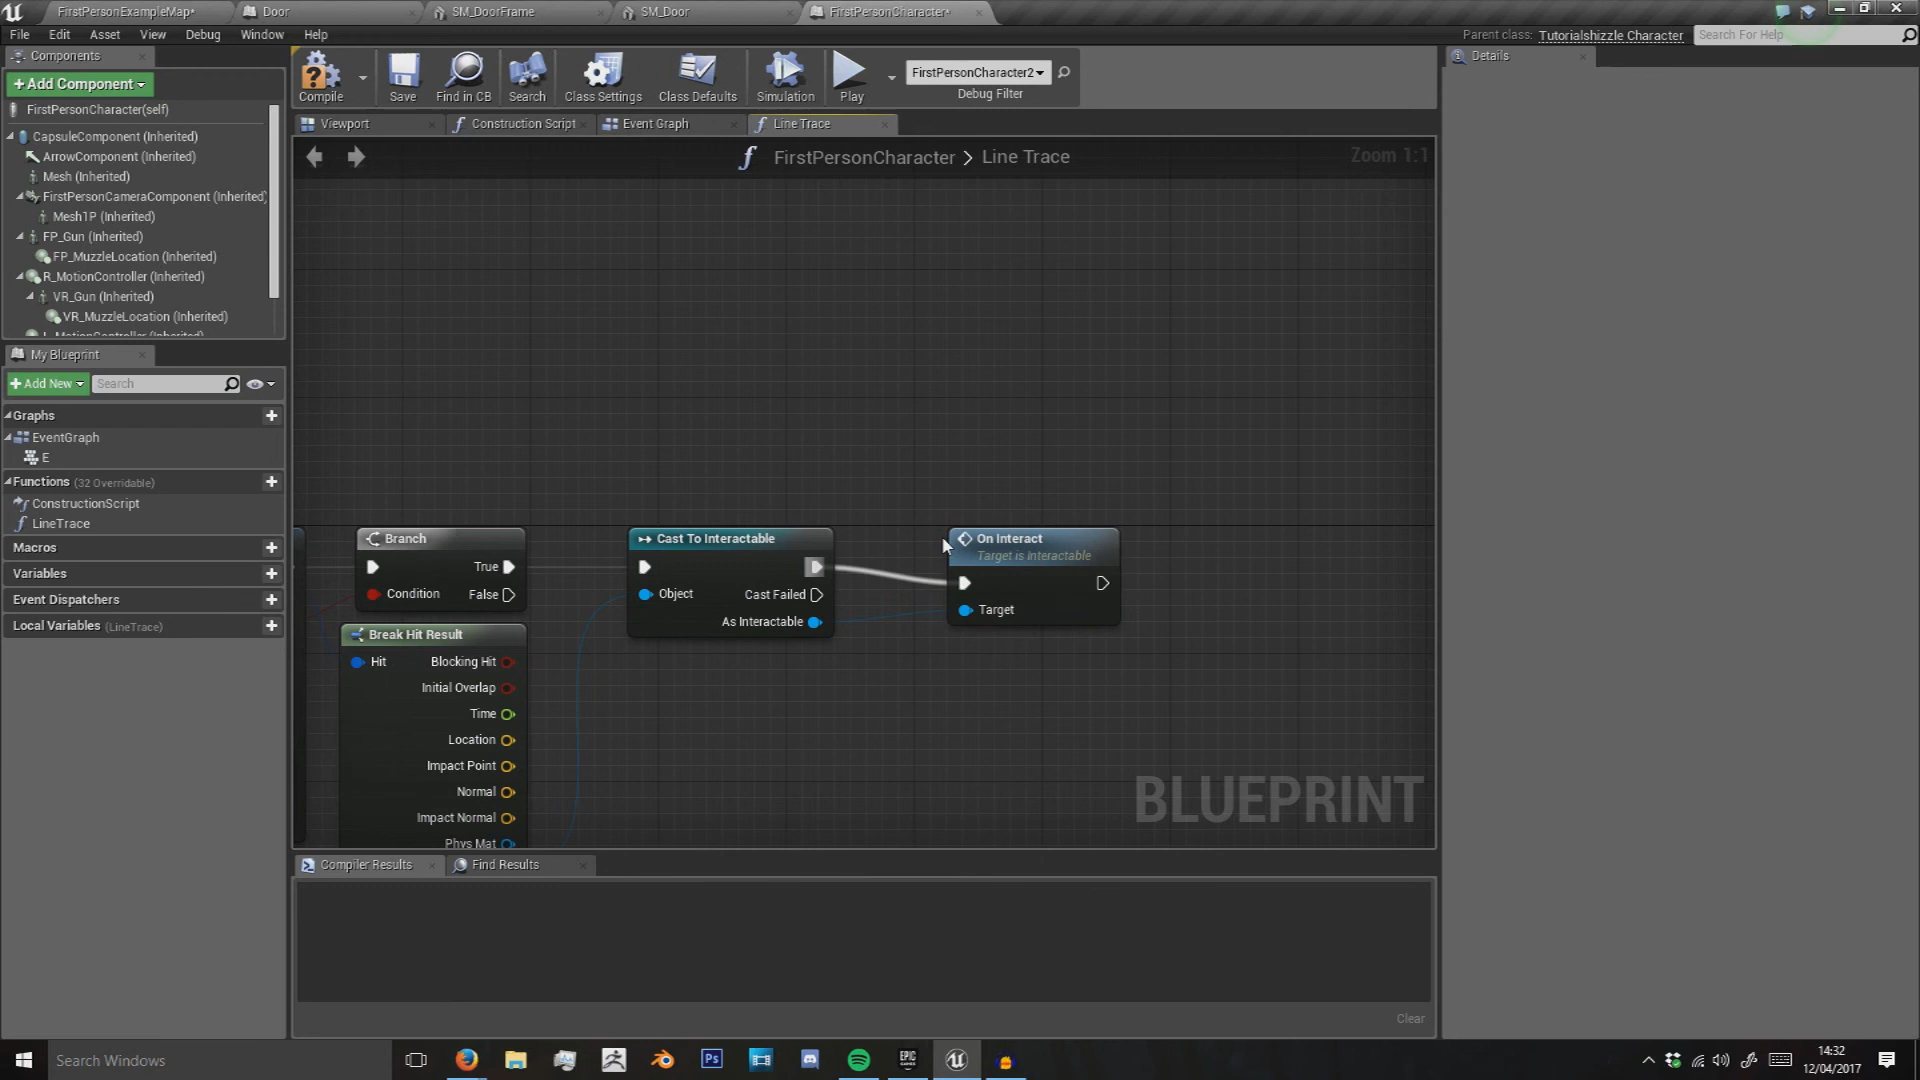 FirstPersonExampleMap*
Door
SM_DoorFrame
SM_Door
FirstPersonCharacter*
File Edit Asset View Debug Window Help
Parent class: Tutorialshizzle Character
Search For Help
Components
+Add Component
FirstPersonCharacter(self)
CapsuleComponent (Inherited)
ArrowComponent (Inherited)
Mesh (Inherited)
FirstPersonCameraComponent (Inherited)
Mesh1P (Inherited)
FP_Gun (Inherited)
FP_MuzzleLocation (Inherited)
R_MotionController (Inherited)
VR_Gun (Inherited)
VR_MuzzleLocation (Inherited)
L_MotionController (Inherited)
Compile
Save
Find in CB
Search
Class Settings
Class Defaults
Simulation
Play
FirstPersonCharacter2
Debug Filter
Details
Viewport
Construction Script
Event Graph
Line Trace
FirstPersonCharacter > Line Trace
Zoom 1:1
My Blueprint
+Add New
Search
Graphs
EventGraph
E
Functions (32 Overridable)
ConstructionScript
LineTrace
Macros
Variables
Event Dispatchers
Local Variables (LineTrace)
Branch
True
Condition
False
Break Hit Result
Hit
Blocking Hit
Initial Overlap
Time
Location
Impact Point
Normal
Impact Normal
Phys Mat
Cast To Interactable
Object
Cast Failed
As Interactable
On Interact
Target is Interactable
Target
BLUEPRINT
Compiler Results
Find Results
Clear
Search Windows
Ps
EPIC
GAMES
14:32
12/04/2017